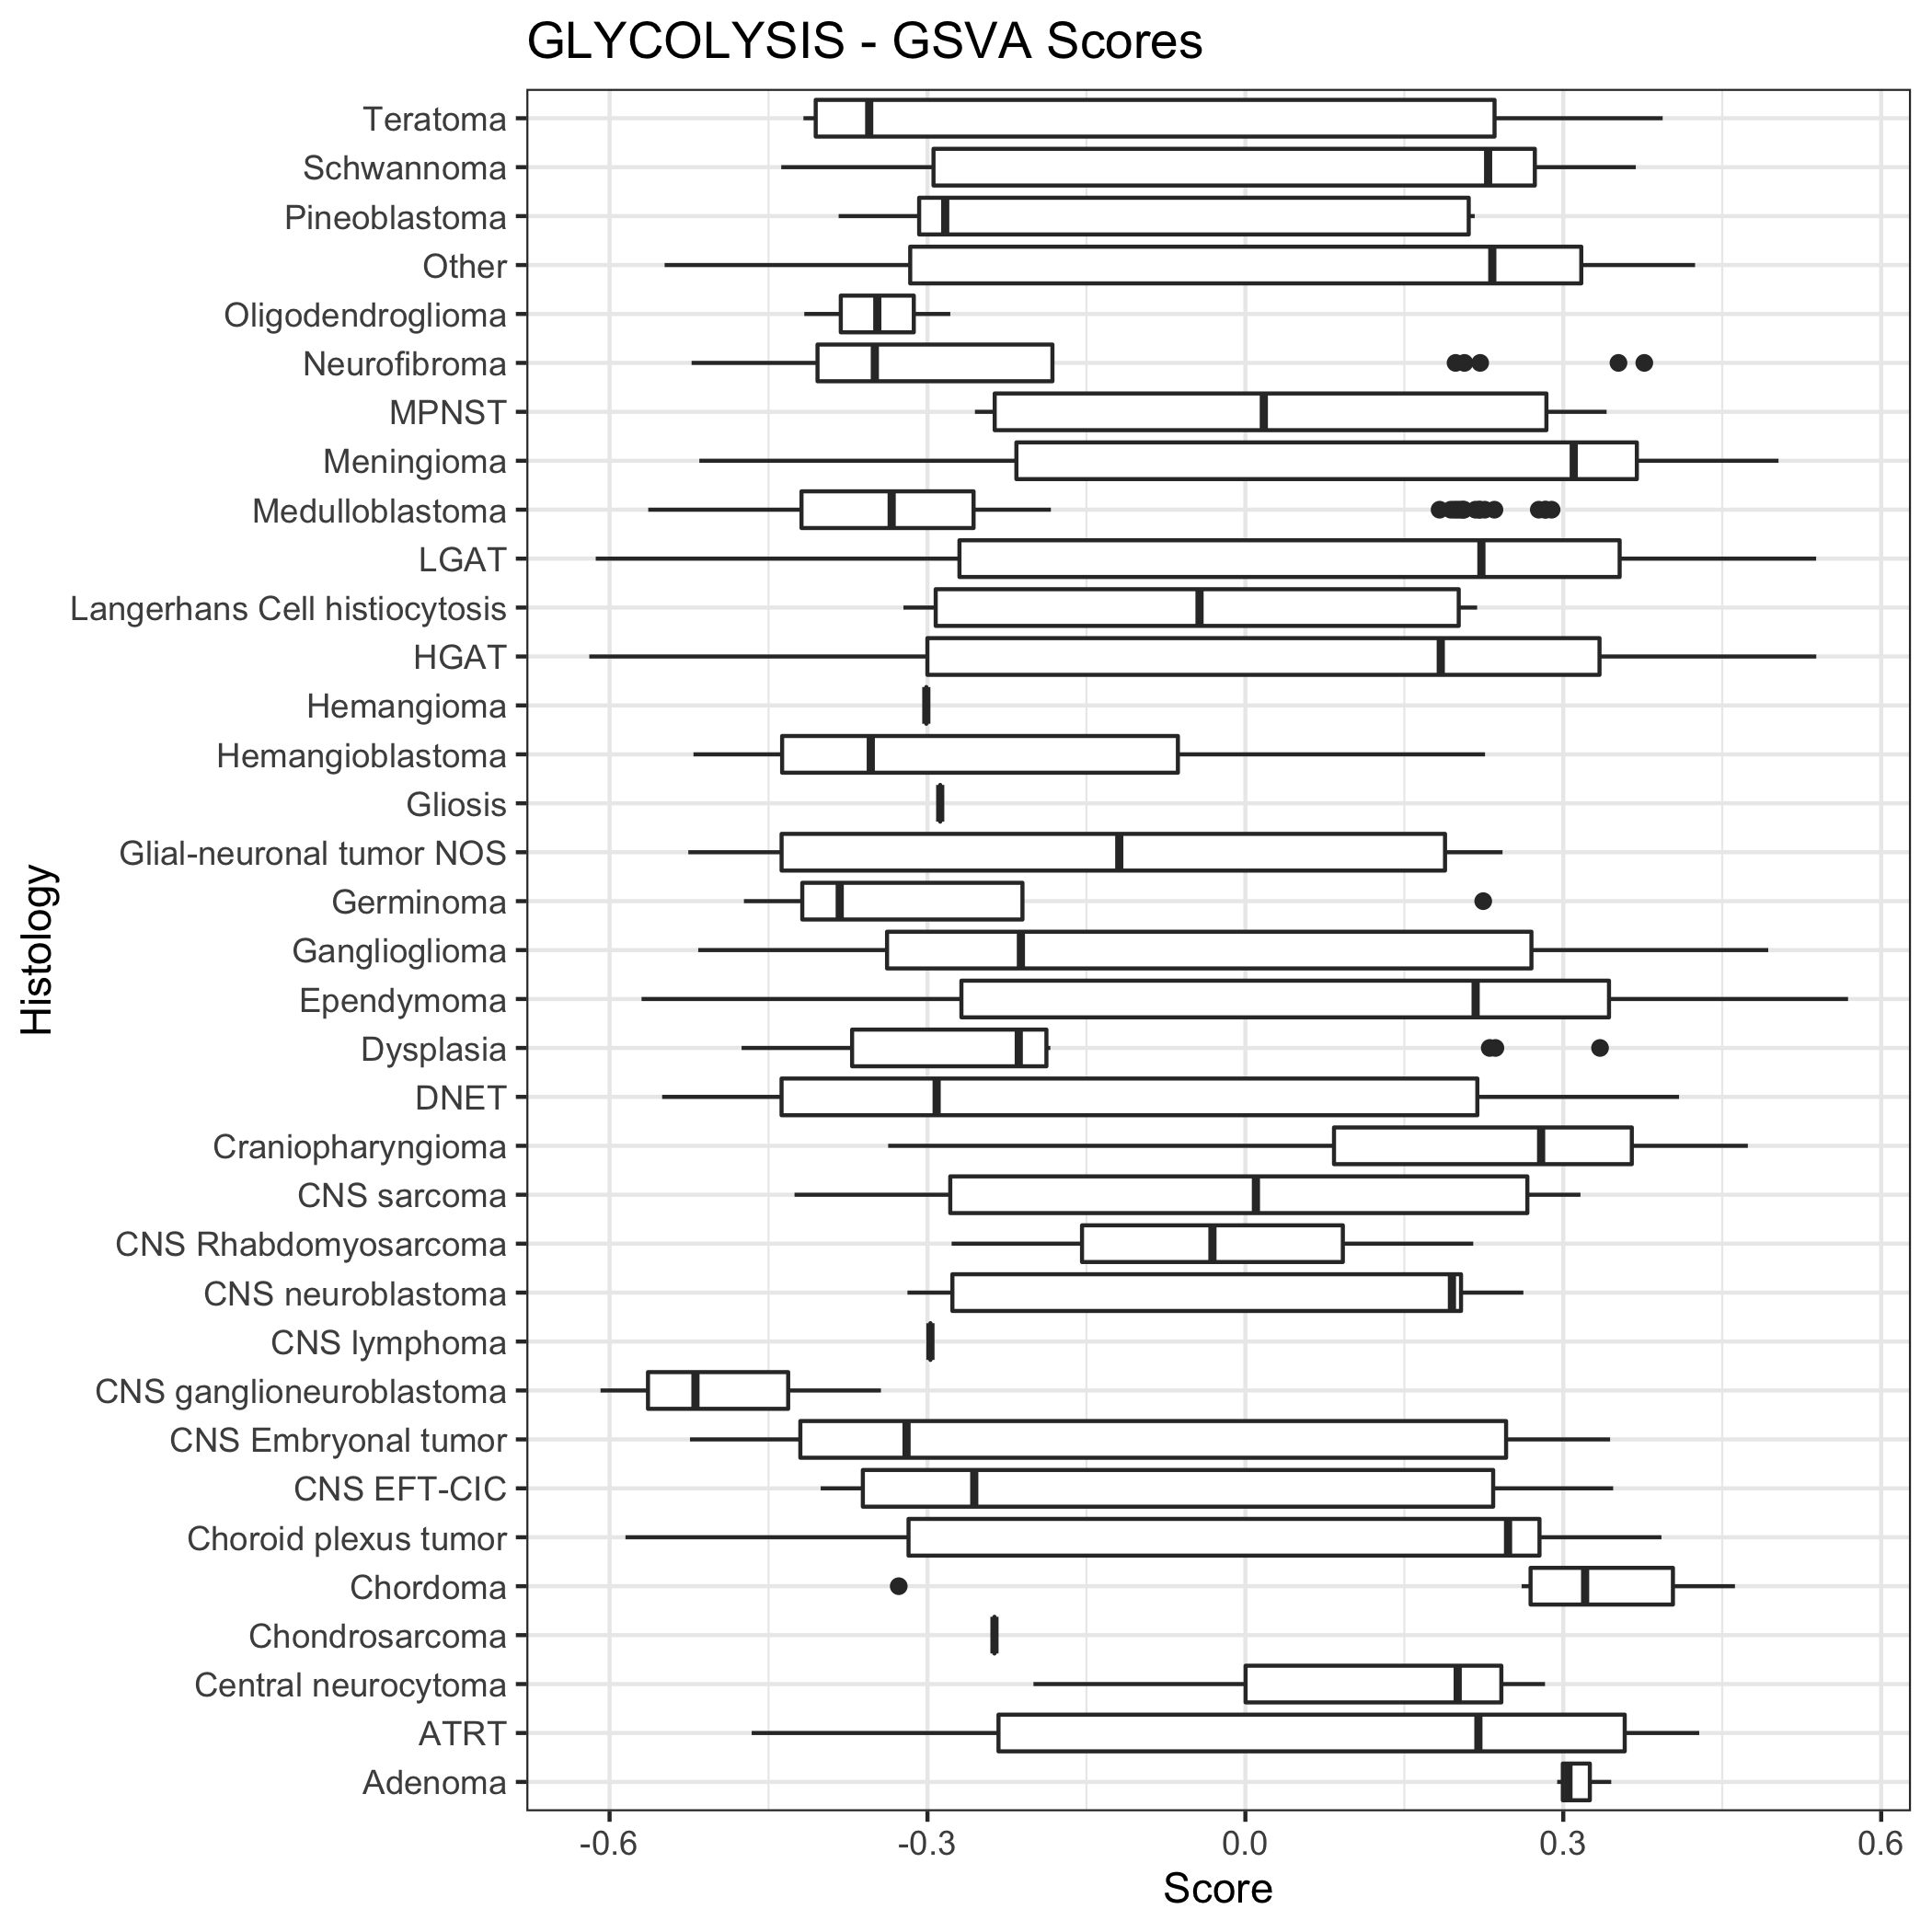 GLYCOLYSIS - GSVA Scores
Teratoma
Schwannoma
Pineoblastoma
Other
Oligodendroglioma
Neurofibroma
MPNST
Meningioma
Medulloblastoma
LGAT
Langerhans Cell histiocytosis
HGAT
Hemangioma
Hemangioblastoma
Gliosis
Glial-neuronal tumor NOS
Germinoma
Ganglioglioma
Ependymoma
Dysplasia
DNET
Craniopharyngioma
CNS sarcoma
CNS Rhabdomyosarcoma
CNS neuroblastoma
CNS lymphoma
CNS ganglioneuroblastoma
CNS Embryonal tumor
CNS EFT-CIC
Choroid plexus tumor
Chordoma
Chondrosarcoma
Central neurocytoma
ATRT
Adenoma
Histology
-0.6 -0.3 0.0 0.3 0.6
Score